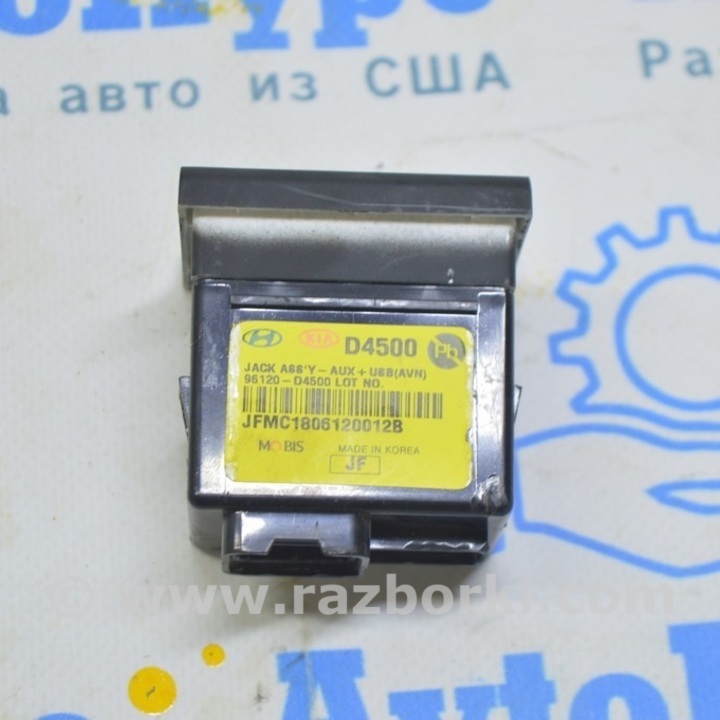 а авто из США
Ра
KIA
D4500
Pb
JACK ASS'Y - AUX + USB(AVN)
96120-D4500 LOT NO.
JFMC1806120012B
MOBIS
MADE IN KOREA
JF
www.razborka.com